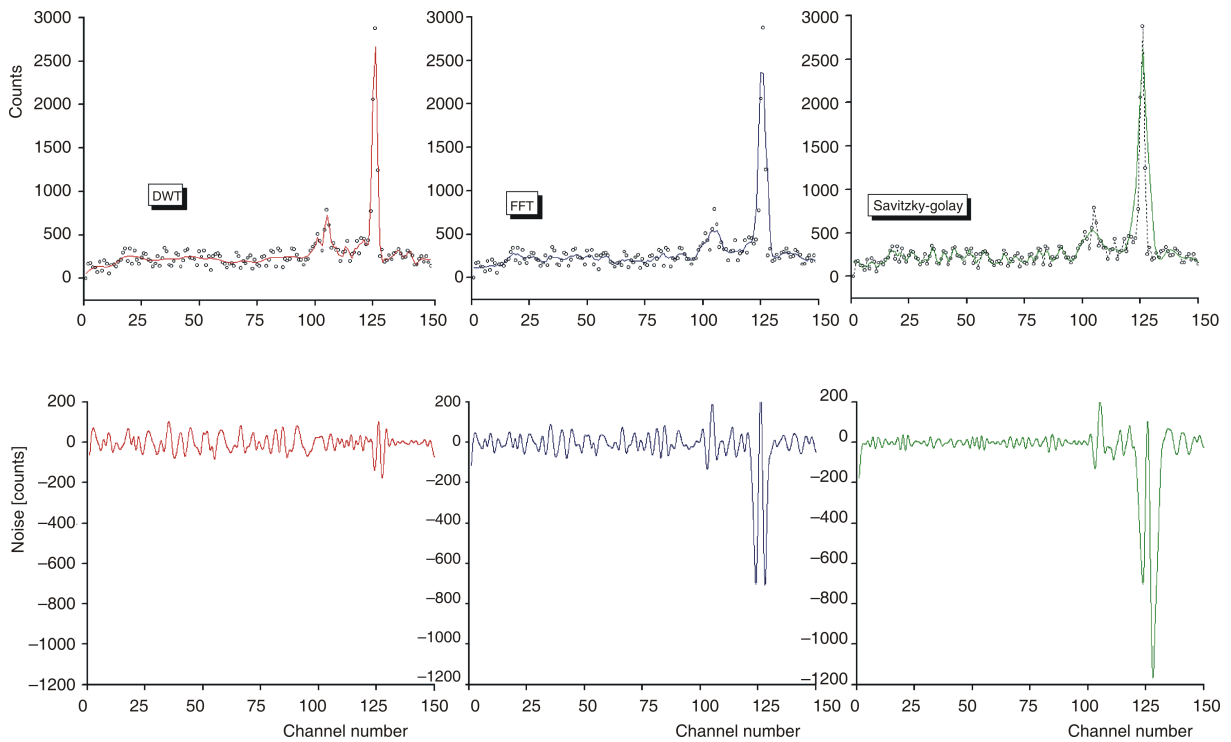 3000 3000 3000
2500 2500 2500
2000 2000 2000
1500 1500 1500
1000 1000 1000
500 500 500
0 0 0
Counts
DWT
FFT
Savitzky-golay
0 25 50 75 100 125 150
0 25 50 75 100 125 150
0 25 50 75 100 125 150
200 200 200
0 0 0
−200 −200 −200
−400 −400 −400
−600 −600 −600
−800 −800 −800
−1000 −1000 −1000
−1200 −1200 −1200
Noise [counts]
0 25 50 75 100 125 150
0 25 50 75 100 125 150
0 25 50 75 100 125 150
Channel number
Channel number
Channel number